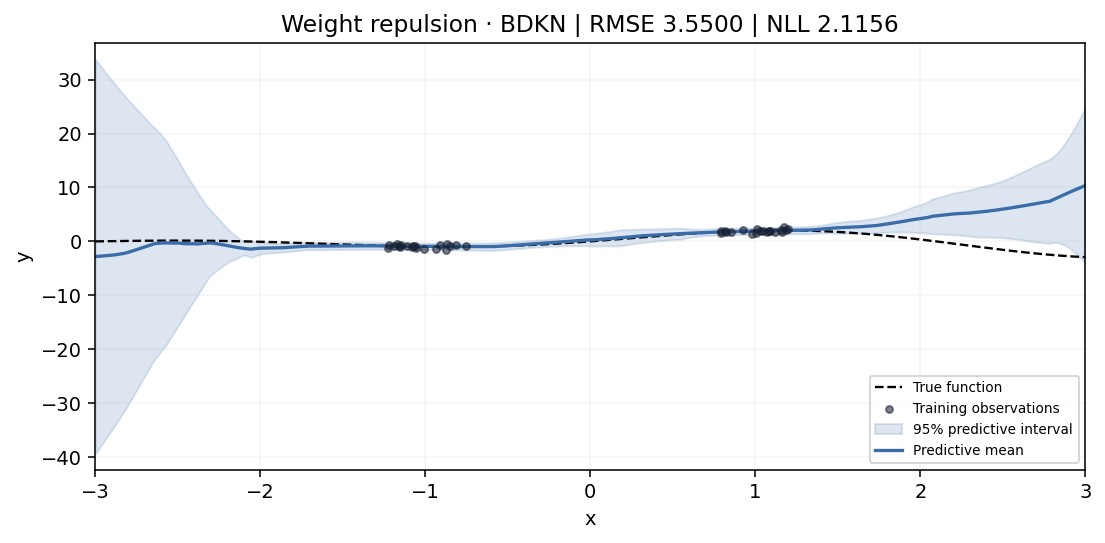 Weight repulsion · BDKN | RMSE 3.5500 | NLL 2.1156
30
20
10
0
−10
−20
−30
−40
y
−3
−2
−1
0
1
2
3
x
True function
Training observations
95% predictive interval
Predictive mean